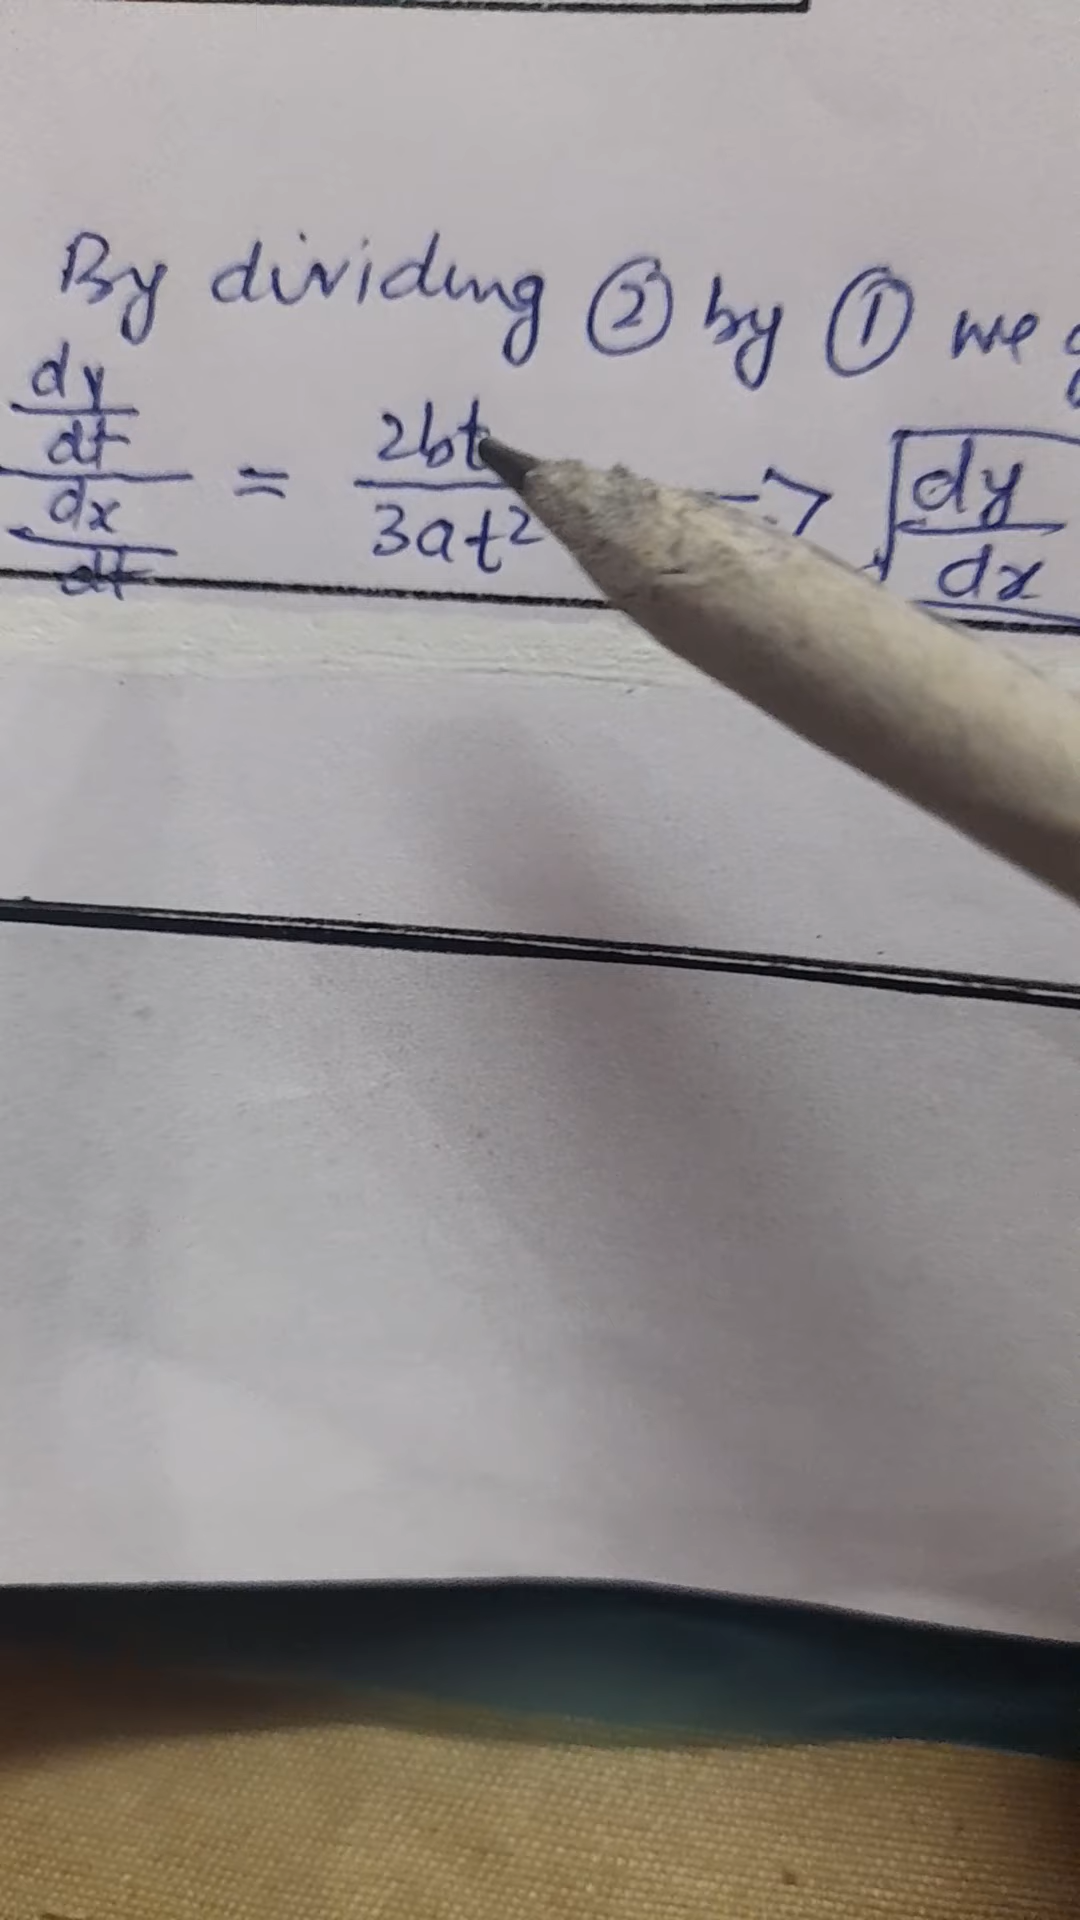 By dividing ② by ① we
dy/dt / dx/dt = 2bt / 3at² -> dy/dx